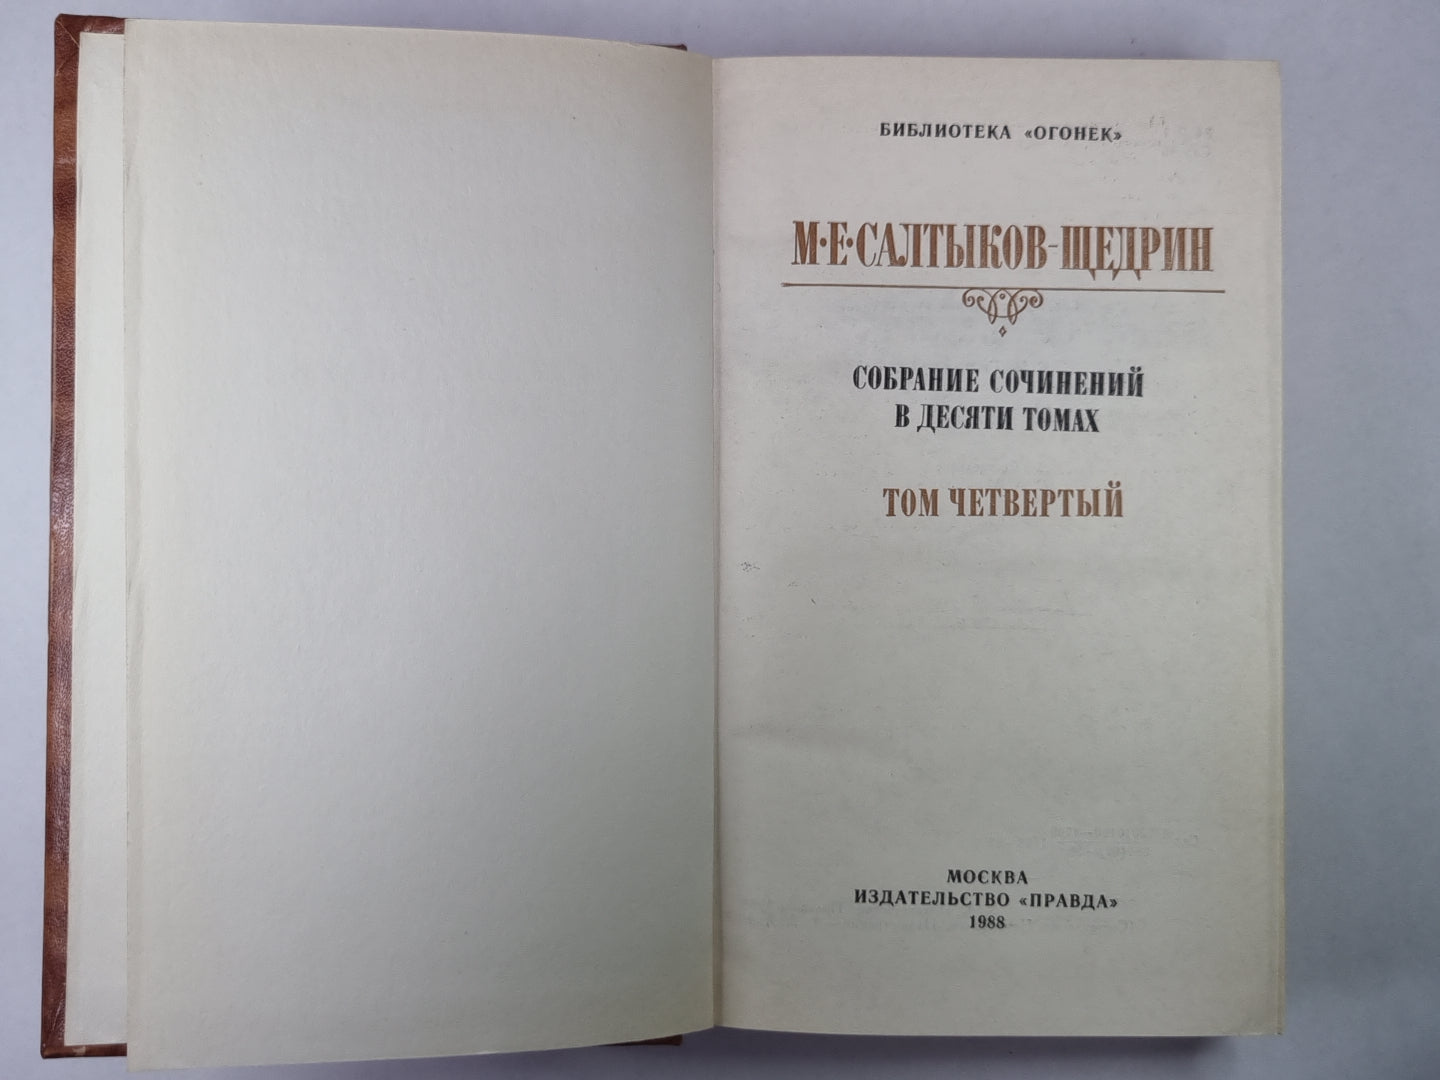 БИБЛИОТЕКА «ОГОНЕК»
М·Е·САЛТЫКОВ-ЩЕДРИН
СОБРАНИЕ СОЧИНЕНИЙ
В ДЕСЯТИ ТОМАХ
ТОМ ЧЕТВЕРТЫЙ
МОСКВА
ИЗДАТЕЛЬСТВО «ПРАВДА»
1988